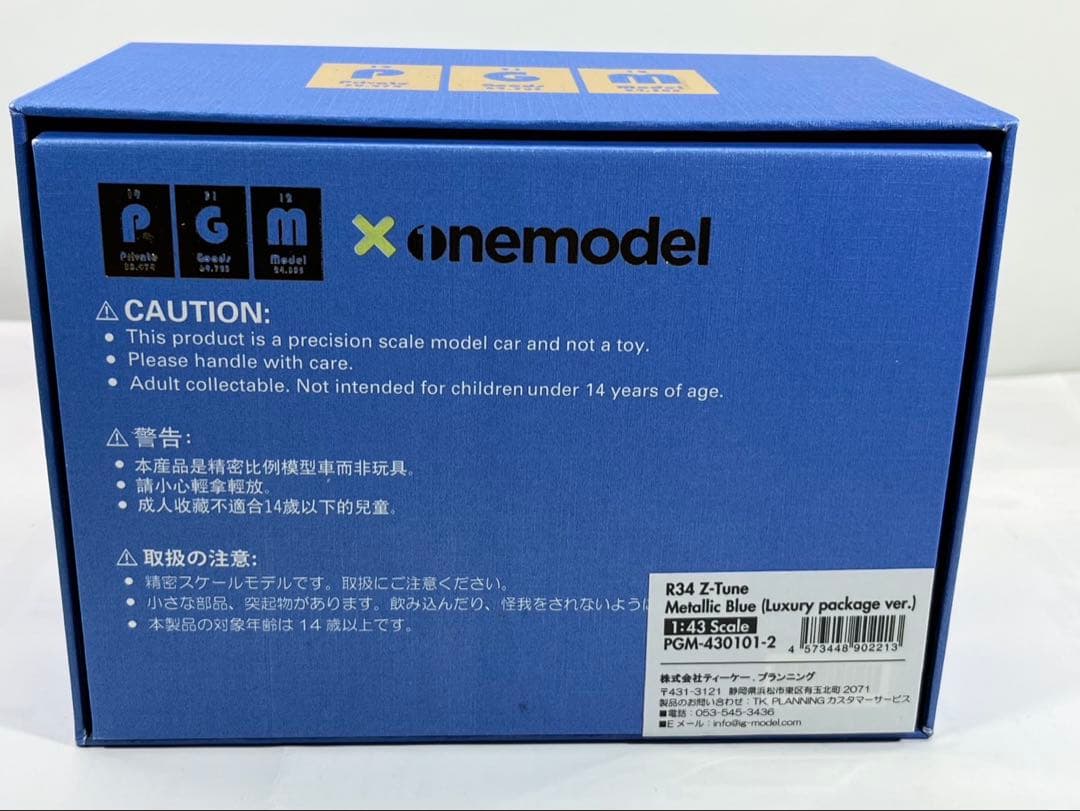 P G M
Private Goods Model
19 91 12
P G M
Private Goods Model
× onemodel
⚠ CAUTION:
● This product is a precision scale model car and not a toy.
● Please handle with care.
● Adult collectable. Not intended for children under 14 years of age.
⚠ 警告:
● 本産品是精密比例模型車而非玩具。
● 請小心輕拿輕放。
● 成人收藏不適合14歲以下的兒童。
⚠ 取扱の注意:
● 精密スケールモデルです。取扱にご注意ください。
● 小さな部品、突起物があります。飲み込んだり、怪我をされないように
● 本製品の対象年齢は 14 歳以上です。
R34 Z-Tune
Metallic Blue (Luxury package ver.)
1:43 Scale
PGM-430101-2
4 573448 902213
株式会社ティーケー．プランニング
〒431-3121 静岡県浜松市東区有玉北町 2071
製品のお問い合わせ：TK. PLANNING カスタマーサービス
■電話：053-545-3436
■Eメール：info@ig-model.com